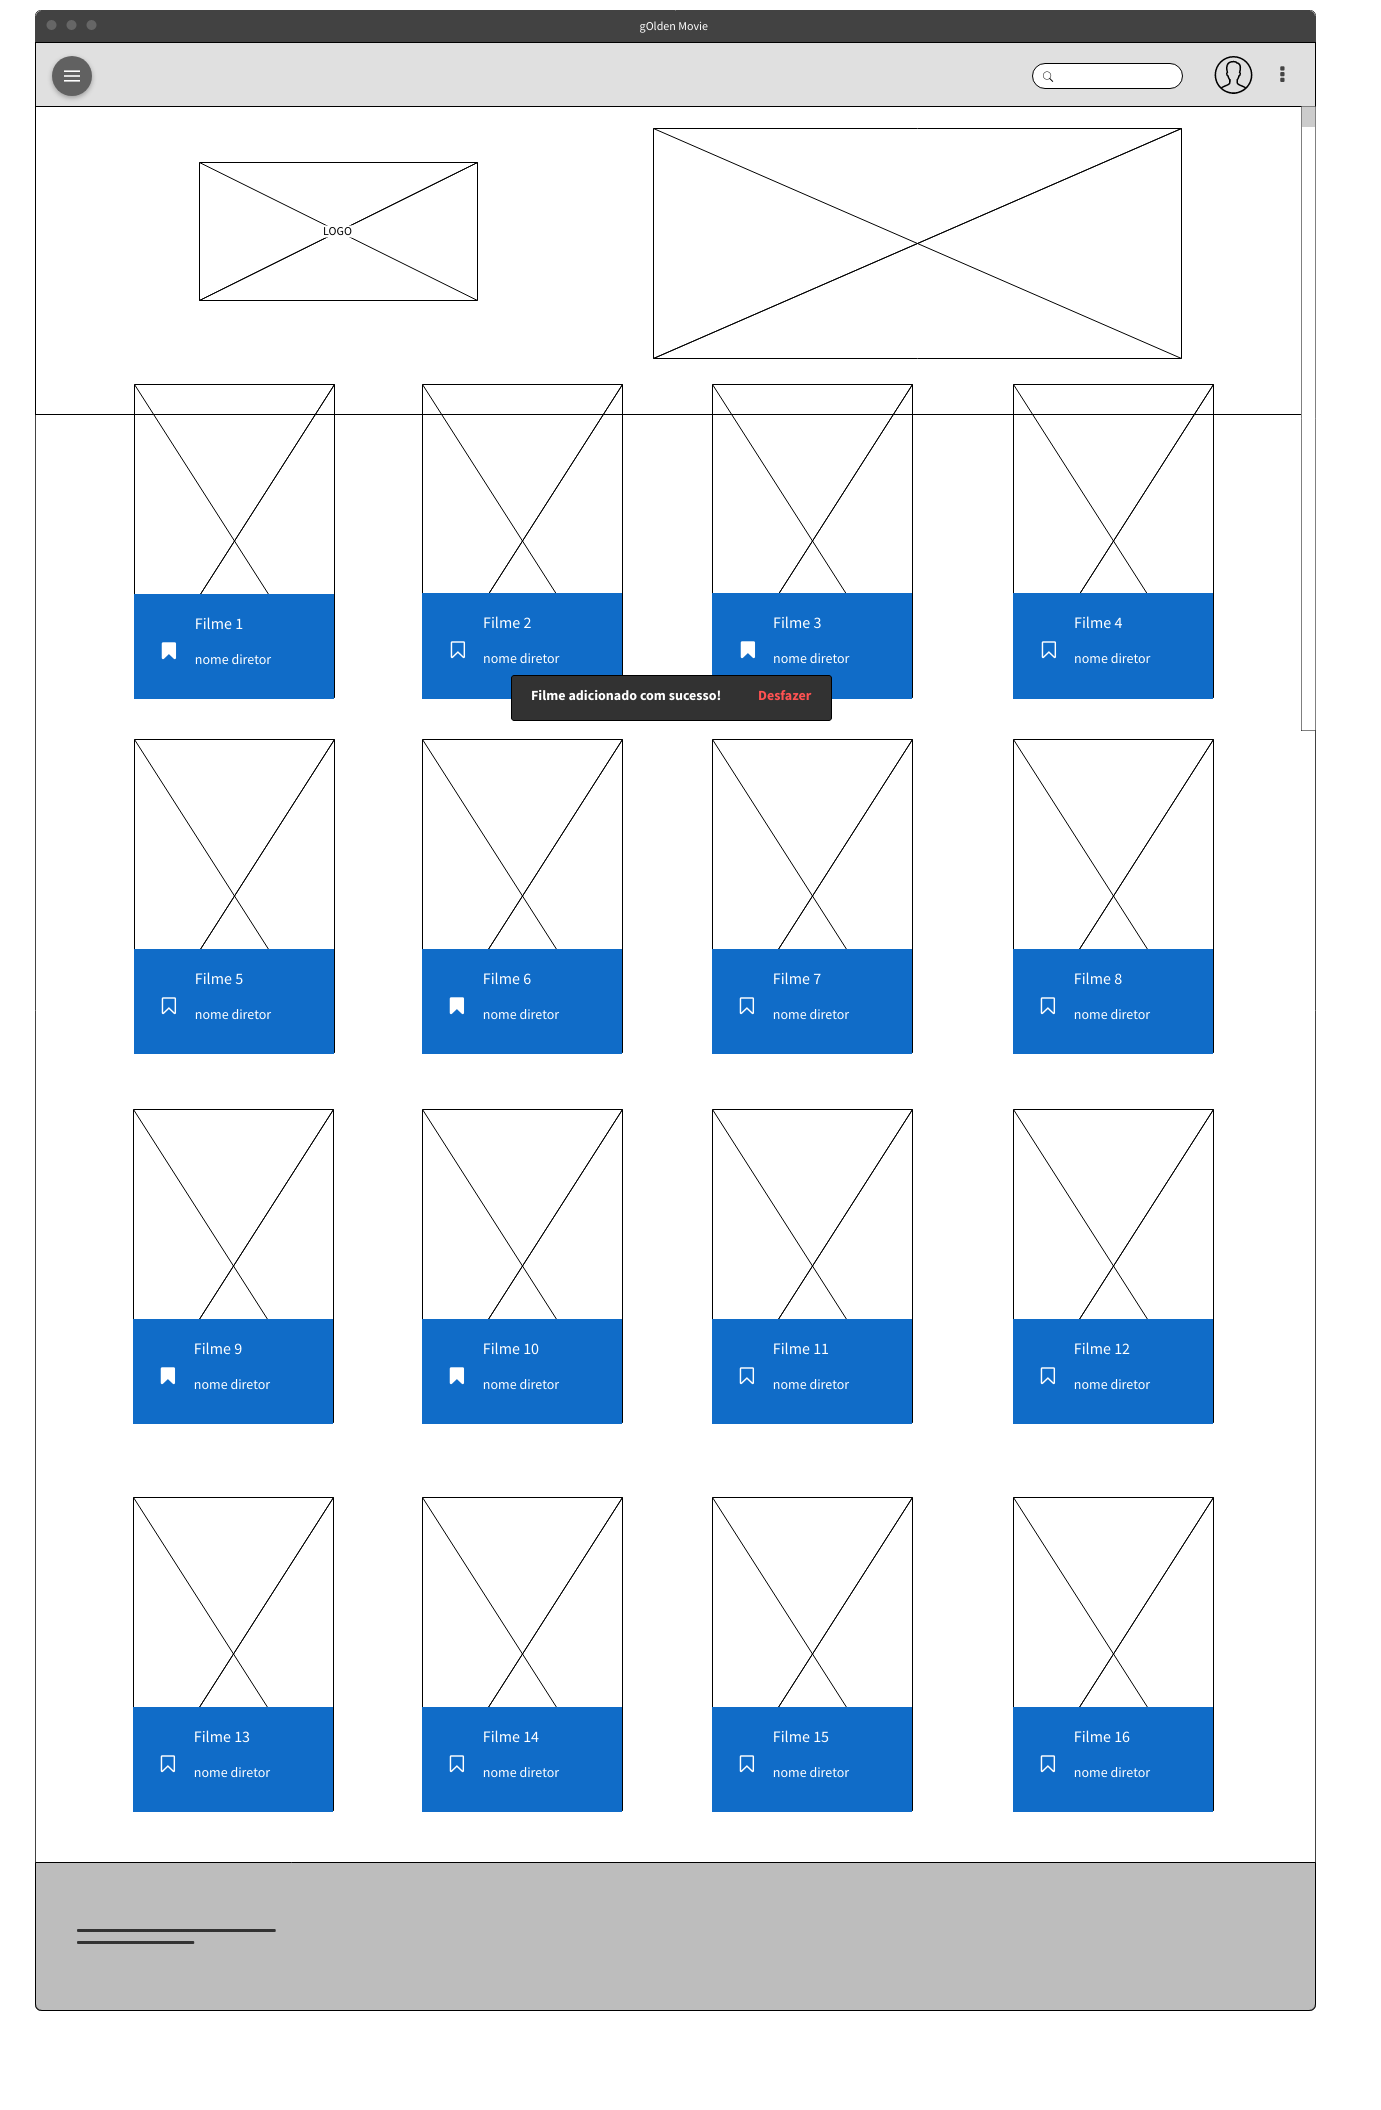 gOlden Movie
LOGO
Filme 1
nome diretor
Filme 2
nome diretor
Filme 3
nome diretor
Filme 4
nome diretor
Filme adicionado com sucesso! Desfazer
Filme 5
nome diretor
Filme 6
nome diretor
Filme 7
nome diretor
Filme 8
nome diretor
Filme 9
nome diretor
Filme 10
nome diretor
Filme 11
nome diretor
Filme 12
nome diretor
Filme 13
nome diretor
Filme 14
nome diretor
Filme 15
nome diretor
Filme 16
nome diretor